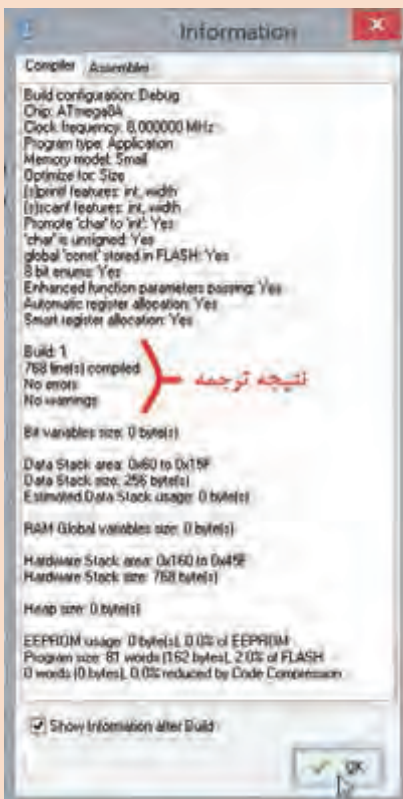 Information
Compiler Assembler
Build configuration: Debug
Chip: ATmega8A
Clock frequency: 8.000000 MHz
Program type: Application
Memory model: Small
Optimize for: Size
(s)printf features: int, width
(s)scanf features: int, width
Promote 'char' to 'int': Yes
'char' is unsigned: Yes
global 'const' stored in FLASH: Yes
8 bit enums: Yes
Enhanced function parameters passing: Yes
Automatic register allocation: Yes
Smart register allocation: Yes
Build: 1
768 line(s) compiled
No errors
No warnings
نتیجه ترجمه
Bit variables size: 0 byte(s)
Data Stack area: 0x60 to 0x15F
Data Stack size: 256 byte(s)
Estimated Data Stack usage: 0 byte(s)
RAM Global variables size: 0 byte(s)
Hardware Stack area: 0x160 to 0x45F
Hardware Stack size: 768 byte(s)
Heap size: 0 byte(s)
EEPROM usage: 0 byte(s), 0.0% of EEPROM
Program size: 81 words (162 bytes), 2.0% of FLASH
0 words (0 bytes), 0.0% reduced by Code Compression
Show Information after Build
OK